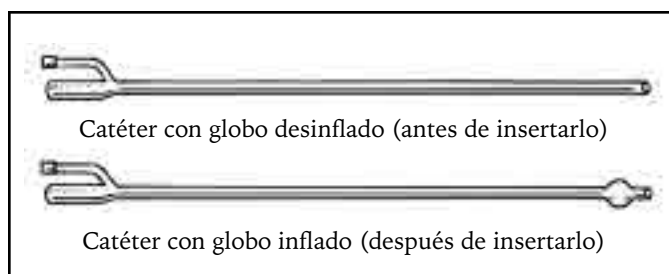 Catéter con globo desinflado (antes de insertarlo)
Catéter con globo inflado (después de insertarlo)